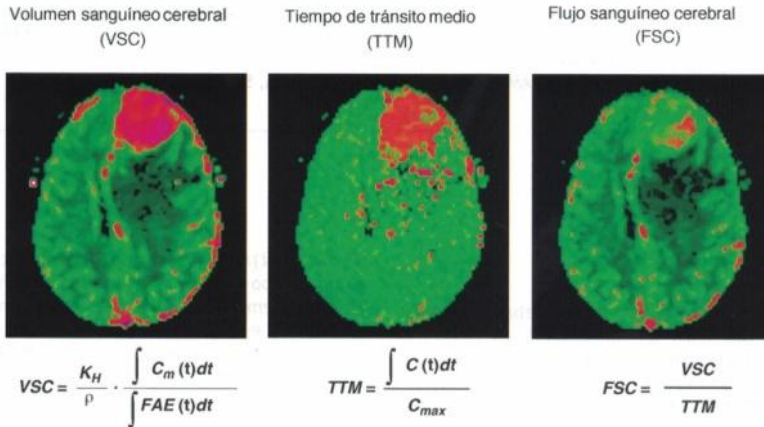 Volumen sanguíneo cerebral
(VSC)
Tiempo de tránsito medio
(TTM)
Flujo sanguíneo cerebral
(FSC)
VSC = K_H / ρ · ∫ C_m (t)dt / ∫ FAE (t)dt
TTM = ∫ C (t)dt / C_max
FSC = VSC / TTM